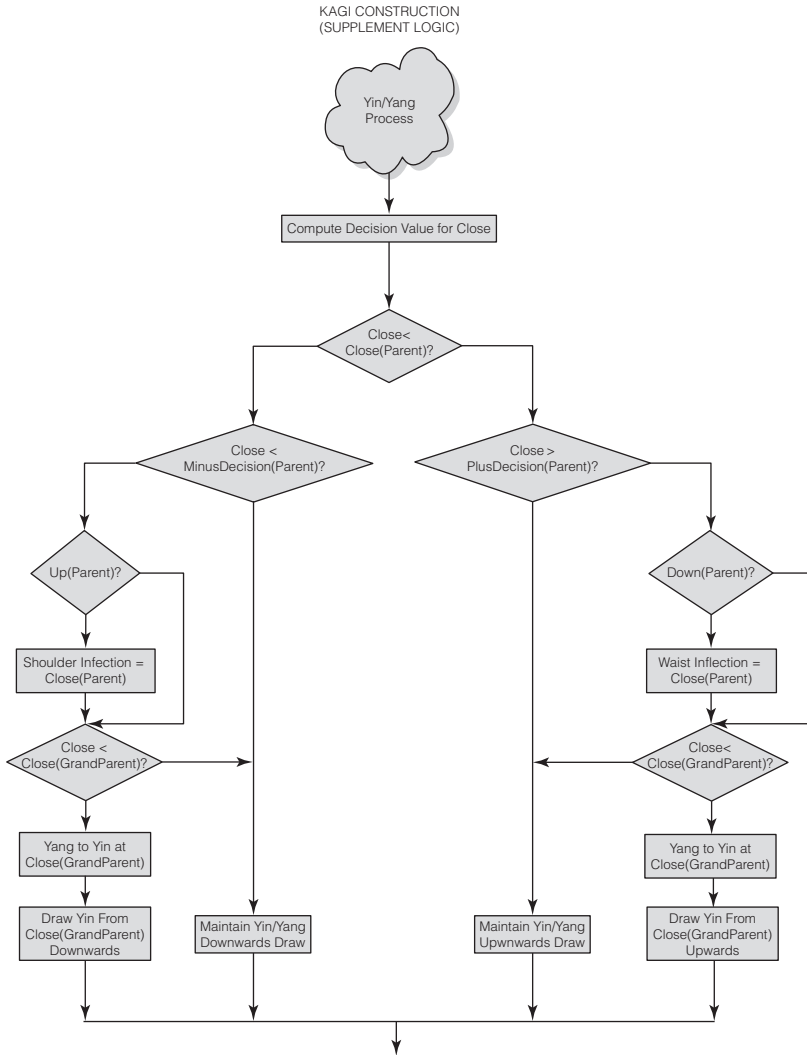 KAGI CONSTRUCTION
(SUPPLEMENT LOGIC)
Yin/Yang
Process
Compute Decision Value for Close
Close<
Close(Parent)?
Close <
MinusDecision(Parent)?
Close >
PlusDecision(Parent)?
Up(Parent)?
Down(Parent)?
Shoulder Infection =
Close(Parent)
Waist Inflection =
Close(Parent)
Close <
Close(GrandParent)?
Close<
Close(GrandParent)?
Yang to Yin at
Close(GrandParent)
Yang to Yin at
Close(GrandParent)
Draw Yin From
Close(GrandParent)
Downwards
Maintain Yin/Yang
Downwards Draw
Maintain Yin/Yang
Upwnwards Draw
Draw Yin From
Close(GrandParent)
Upwards